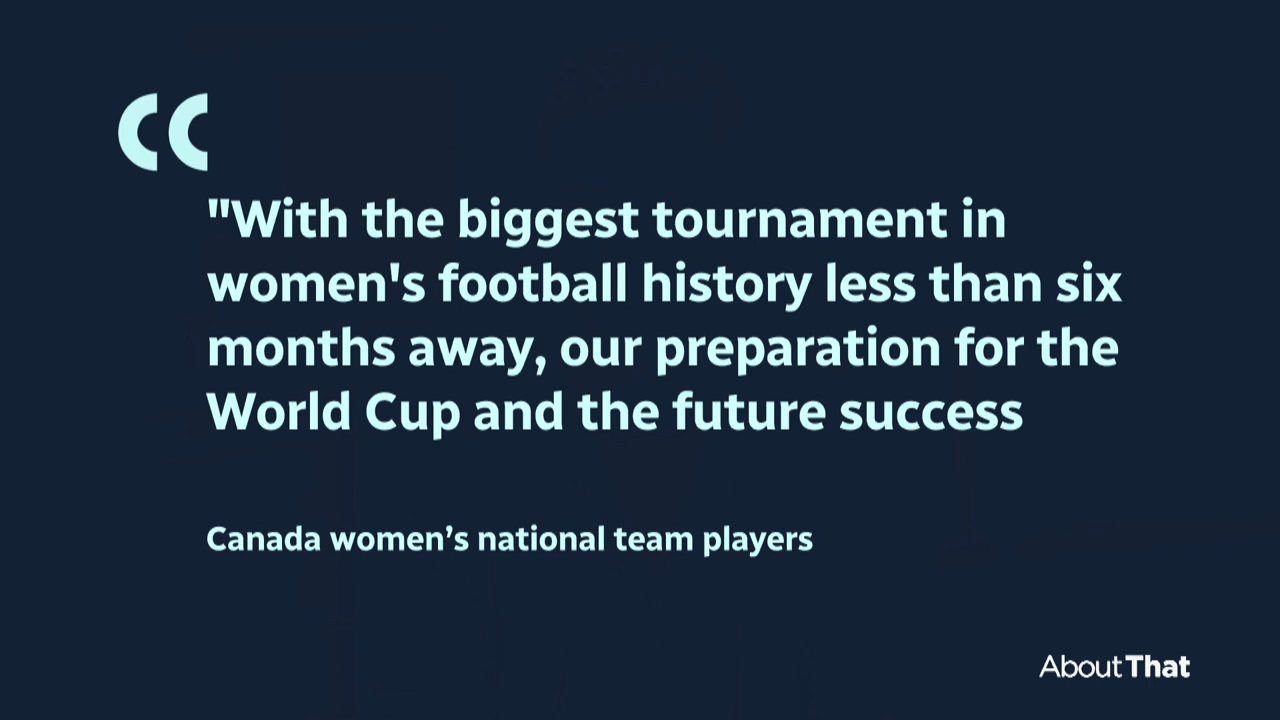 "With the biggest tournament in
women's football history less than six
months away, our preparation for the
World Cup and the future success
Canada women’s national team players
AboutThat